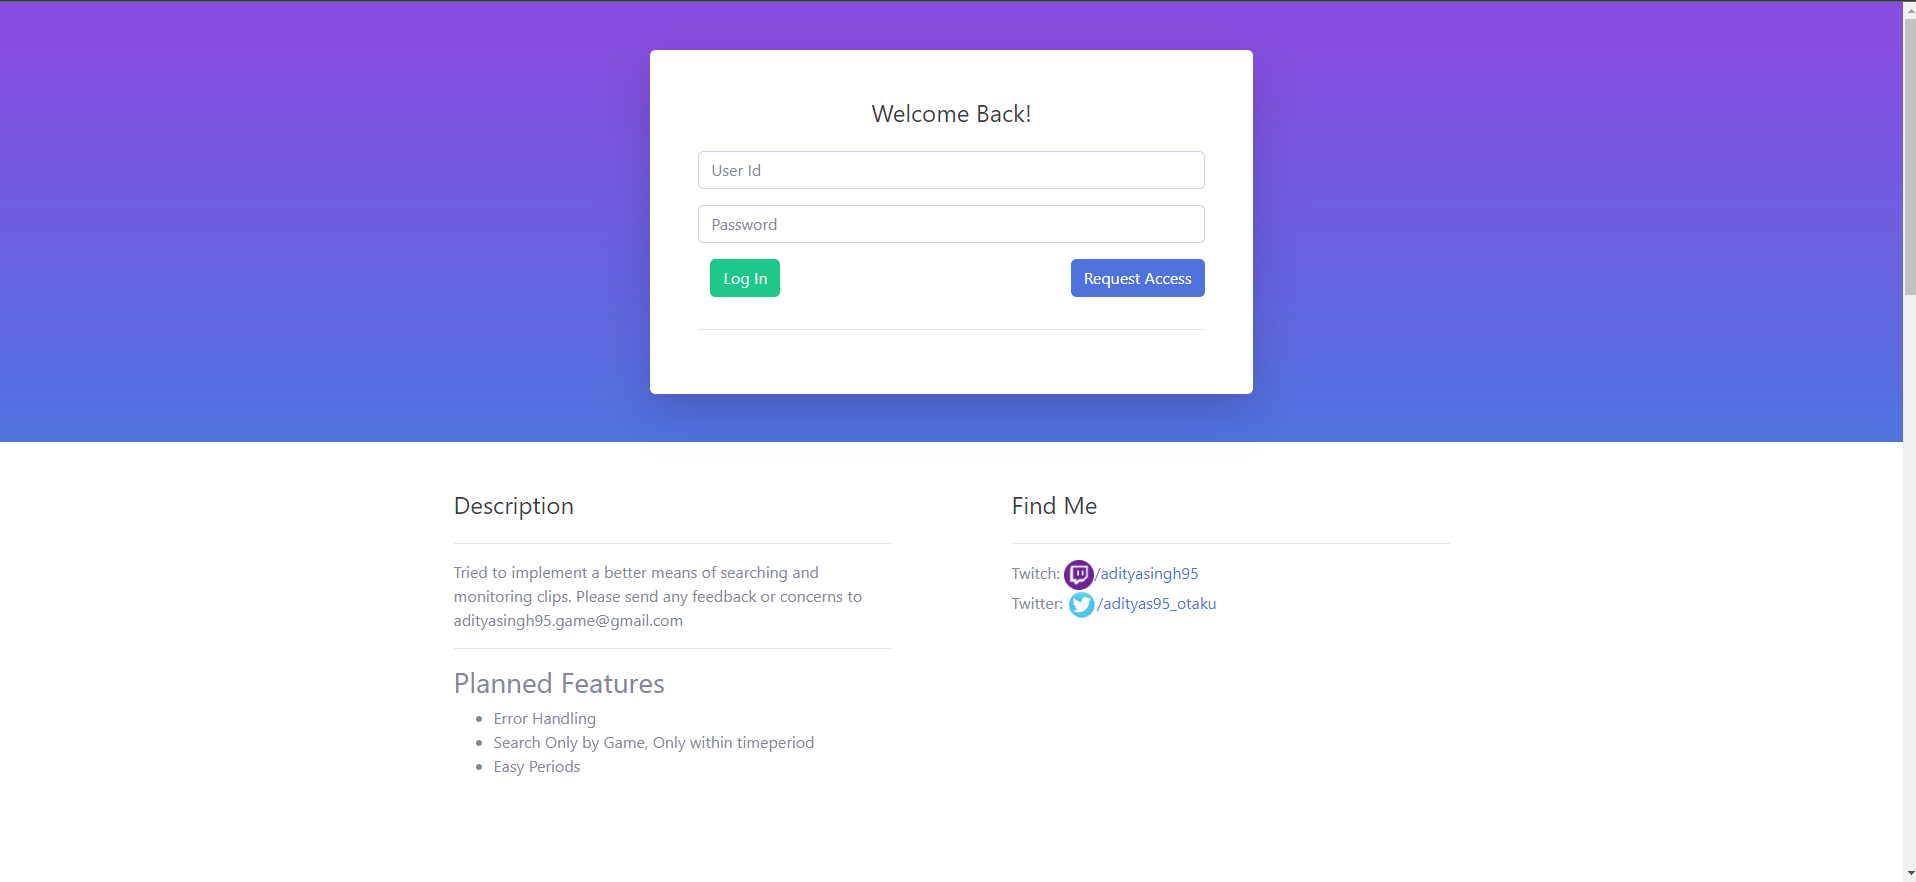 Welcome Back!
User Id
Password
Log In
Request Access
Description
Tried to implement a better means of searching and
monitoring clips. Please send any feedback or concerns to
adityasingh95.game@gmail.com
Planned Features
Error Handling
Search Only by Game, Only within timeperiod
Easy Periods
Find Me
Twitch: /adityasingh95
Twitter: /adityas95_otaku